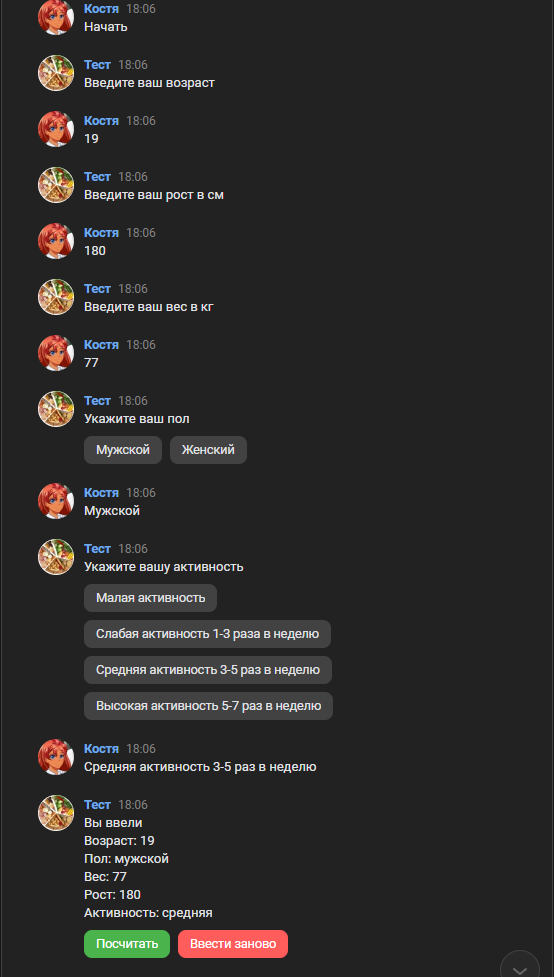 Костя 18:06
Начать
Тест 18:06
Введите ваш возраст
Костя 18:06
19
Тест 18:06
Введите ваш рост в см
Костя 18:06
180
Тест 18:06
Введите ваш вес в кг
Костя 18:06
77
Тест 18:06
Укажите ваш пол
Мужской Женский
Костя 18:06
Мужской
Тест 18:06
Укажите вашу активность
Малая активность
Слабая активность 1-3 раза в неделю
Средняя активность 3-5 раз в неделю
Высокая активность 5-7 раз в неделю
Костя 18:06
Средняя активность 3-5 раз в неделю
Тест 18:06
Вы ввели
Возраст: 19
Пол: мужской
Вес: 77
Рост: 180
Активность: средняя
Посчитать Ввести заново